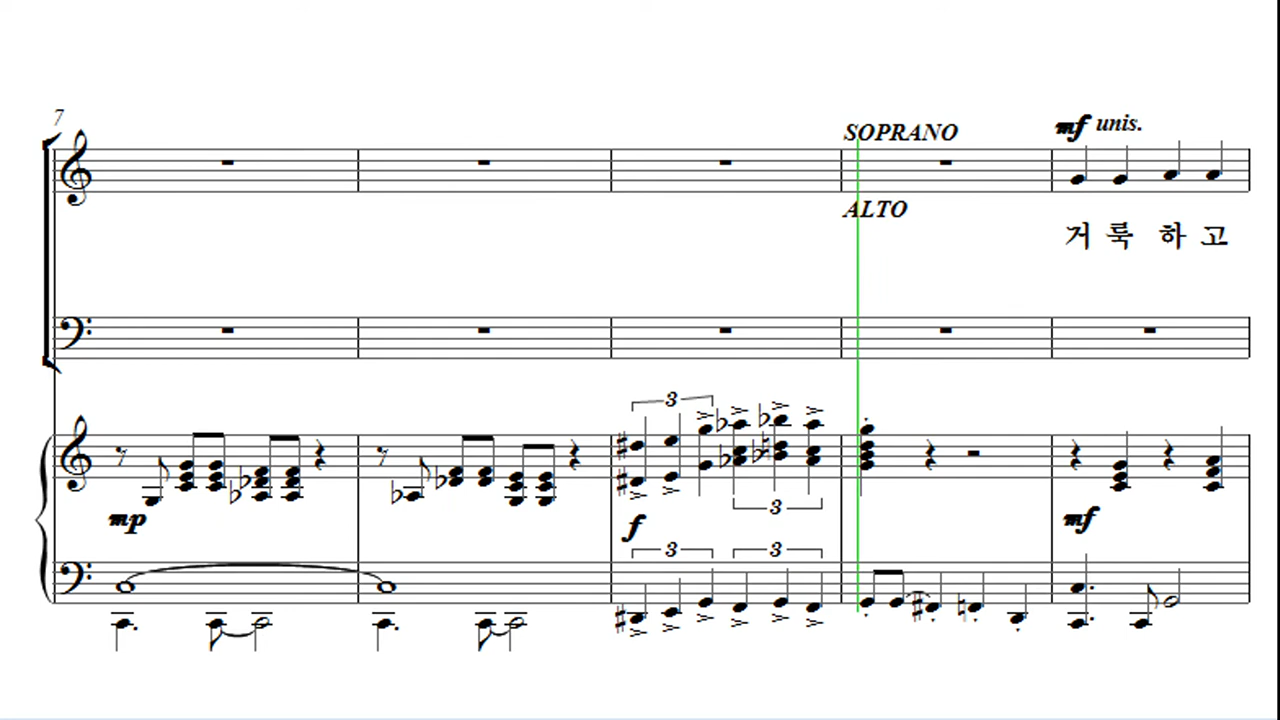 7
SOPRANO
mf unis.
ALTO
거 룩 하 고
3
3
mp
f
mf
3
3